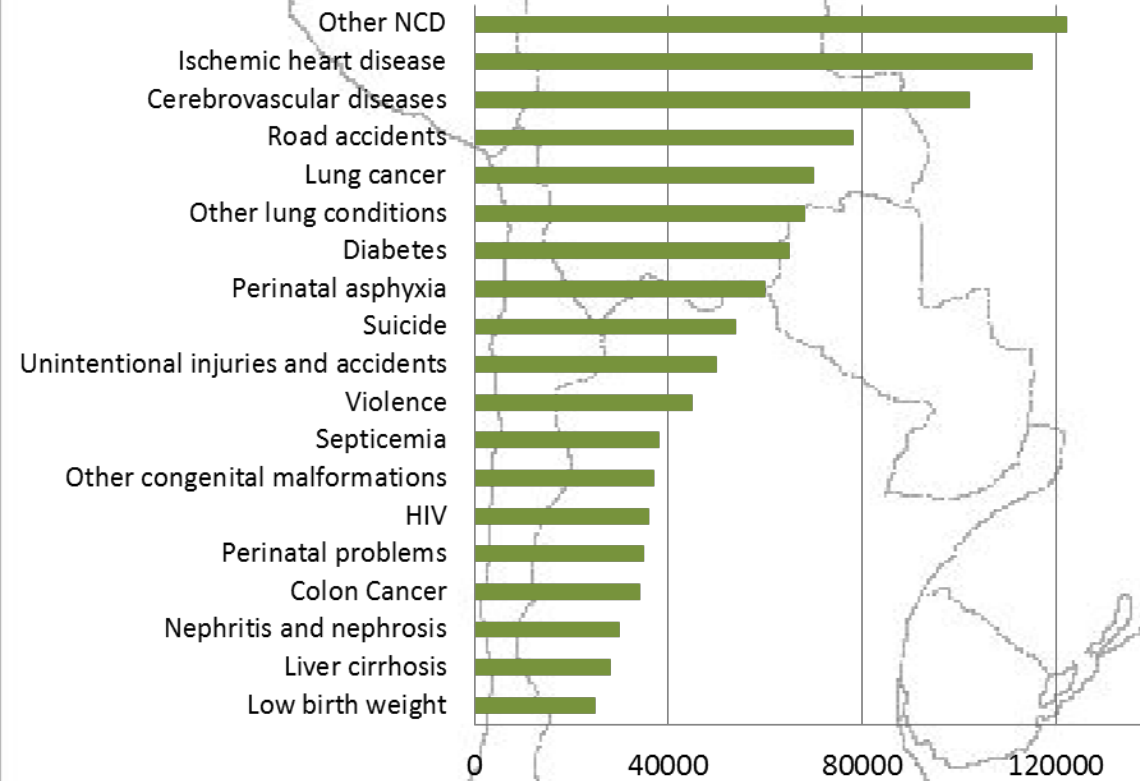 Other NCD
Ischemic heart disease
Cerebrovascular diseases
Road accidents
Lung cancer
Other lung conditions
Diabetes
Perinatal asphyxia
Suicide
Unintentional injuries and accidents
Violence
Septicemia
Other congenital malformations
HIV
Perinatal problems
Colon Cancer
Nephritis and nephrosis
Liver cirrhosis
Low birth weight
0 40000 80000 120000